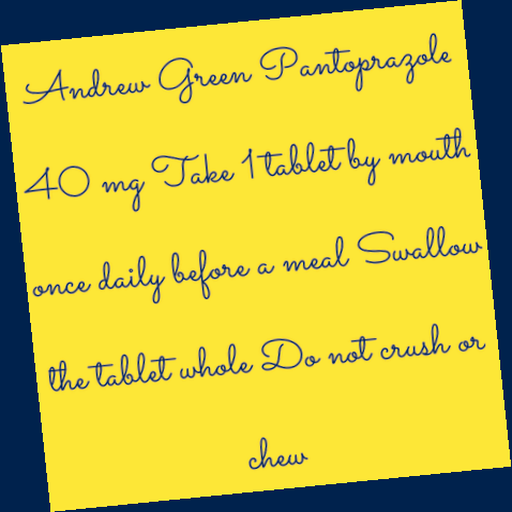 Andrew Green Pantoprazole
40 mg Take 1 tablet by mouth
once daily before a meal Swallow
the tablet whole Do not crush or
chew